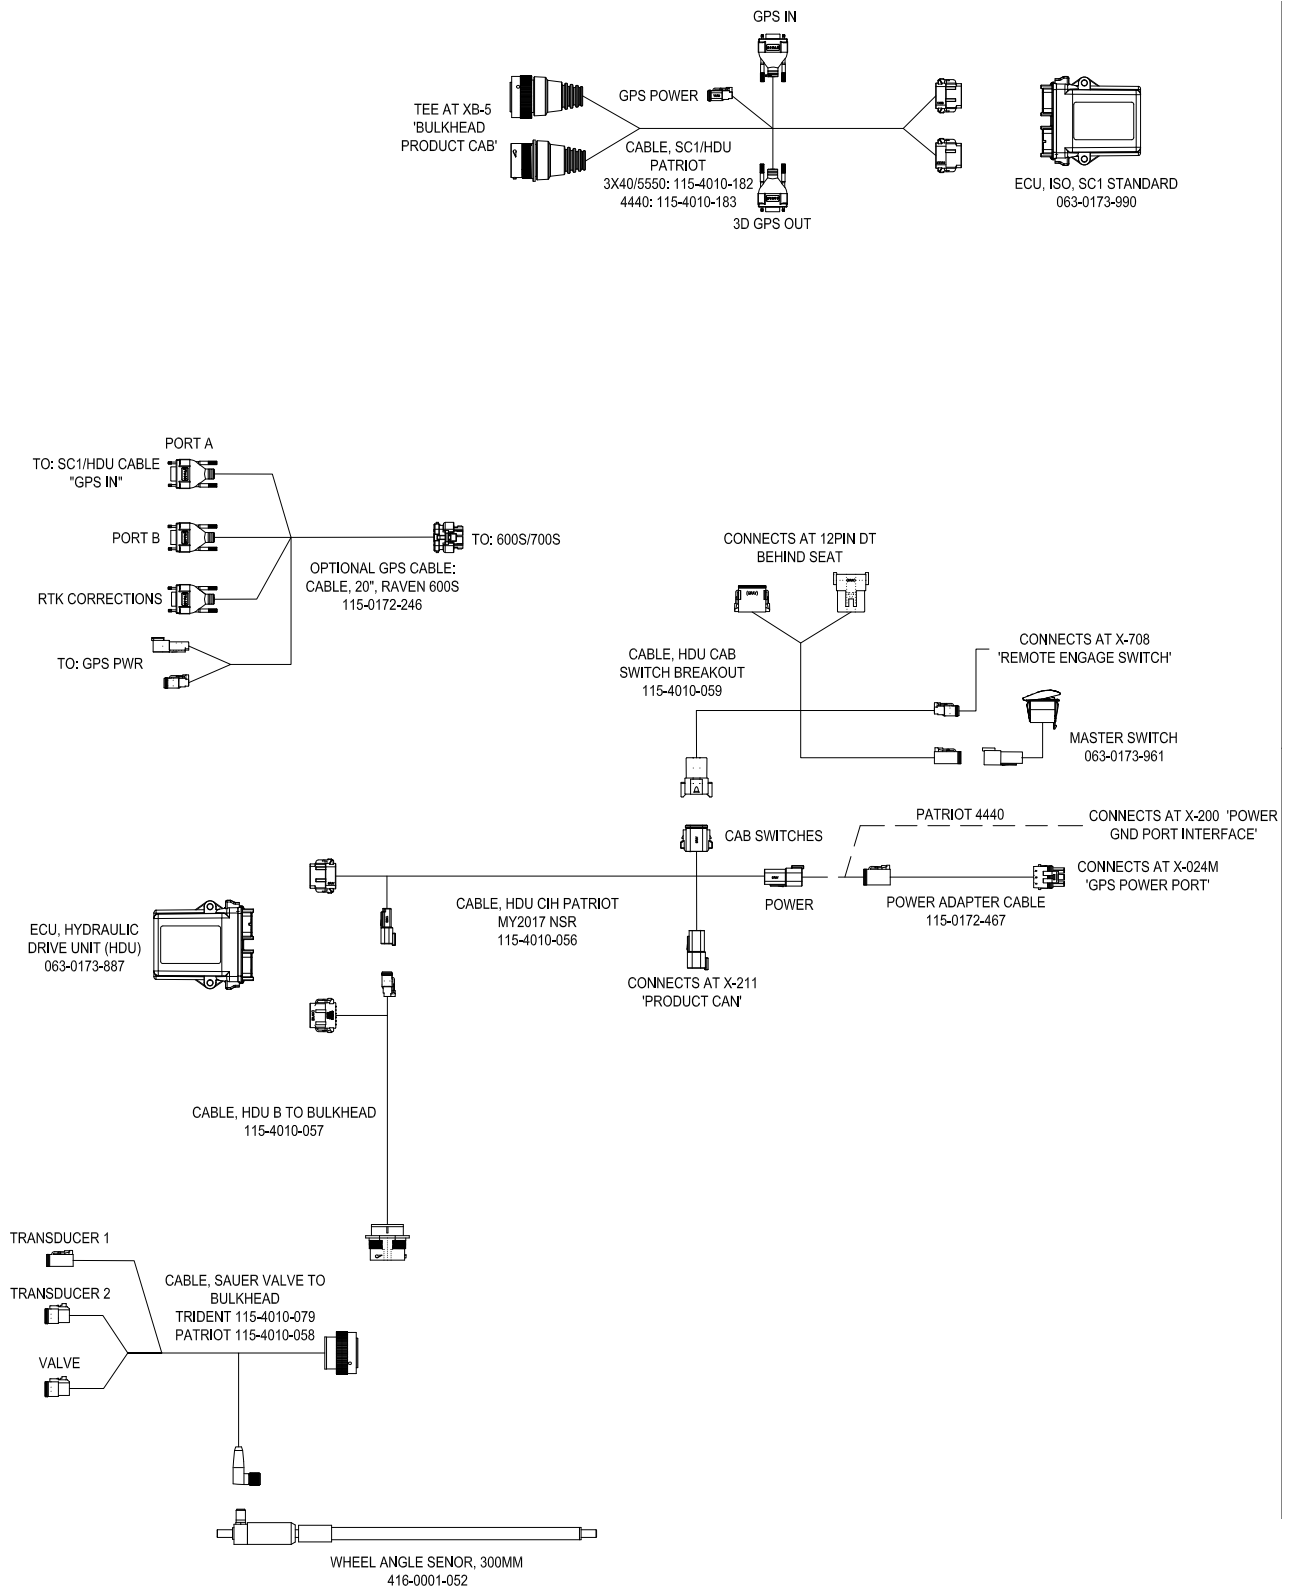 GPS IN
GPS POWER
TEE AT XB-5
'BULKHEAD
PRODUCT CAB'
CABLE, SC1/HDU
PATRIOT
3X40/5550: 115-4010-182
4440: 115-4010-183
3D GPS OUT
ECU, ISO, SC1 STANDARD
063-0173-990
PORT A
TO: SC1/HDU CABLE
"GPS IN"
PORT B
RTK CORRECTIONS
TO: GPS PWR
TO: 600S/700S
OPTIONAL GPS CABLE:
CABLE, 20", RAVEN 600S
115-0172-246
CONNECTS AT 12PIN DT
BEHIND SEAT
CABLE, HDU CAB
SWITCH BREAKOUT
115-4010-059
CONNECTS AT X-708
'REMOTE ENGAGE SWITCH'
MASTER SWITCH
063-0173-961
CAB SWITCHES
PATRIOT 4440
CONNECTS AT X-200 'POWER
GND PORT INTERFACE'
CONNECTS AT X-024M
'GPS POWER PORT'
POWER
POWER ADAPTER CABLE
115-0172-467
CABLE, HDU CIH PATRIOT
MY2017 NSR
115-4010-056
ECU, HYDRAULIC
DRIVE UNIT (HDU)
063-0173-887
CONNECTS AT X-211
'PRODUCT CAN'
CABLE, HDU B TO BULKHEAD
115-4010-057
TRANSDUCER 1
TRANSDUCER 2
VALVE
CABLE, SAUER VALVE TO
BULKHEAD
TRIDENT 115-4010-079
PATRIOT 115-4010-058
WHEEL ANGLE SENOR, 300MM
416-0001-052